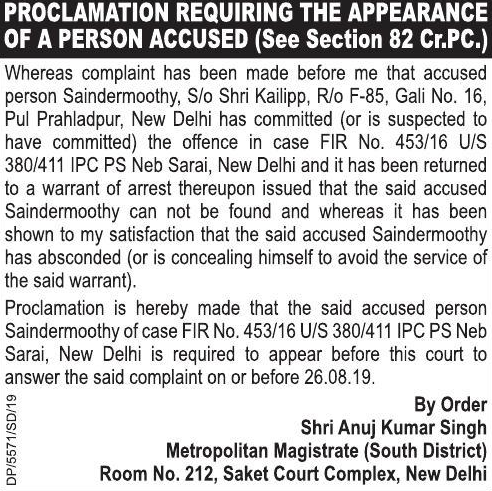 PROCLAMATION REQUIRING THE APPEARANCE
OF A PERSON ACCUSED (See Section 82 Cr.PC.)
Whereas complaint has been made before me that accused
person Saindermoothy, S/o Shri Kailipp, R/o F-85, Gali No. 16,
Pul Prahladpur, New Delhi has committed (or is suspected to
have committed) the offence in case FIR No. 453/16 U/S
380/411 IPC PS Neb Sarai, New Delhi and it has been returned
to a warrant of arrest thereupon issued that the said accused
Saindermoothy can not be found and whereas it has been
shown to my satisfaction that the said accused Saindermoothy
has absconded (or is concealing himself to avoid the service of
the said warrant).
Proclamation is hereby made that the said accused person
Saindermoothy of case FIR No. 453/16 U/S 380/411 IPC PS Neb
Sarai, New Delhi is required to appear before this court to
answer the said complaint on or before 26.08.19.
By Order
Shri Anuj Kumar Singh
Metropolitan Magistrate (South District)
Room No. 212, Saket Court Complex, New Delhi
DP/5571/SD/19